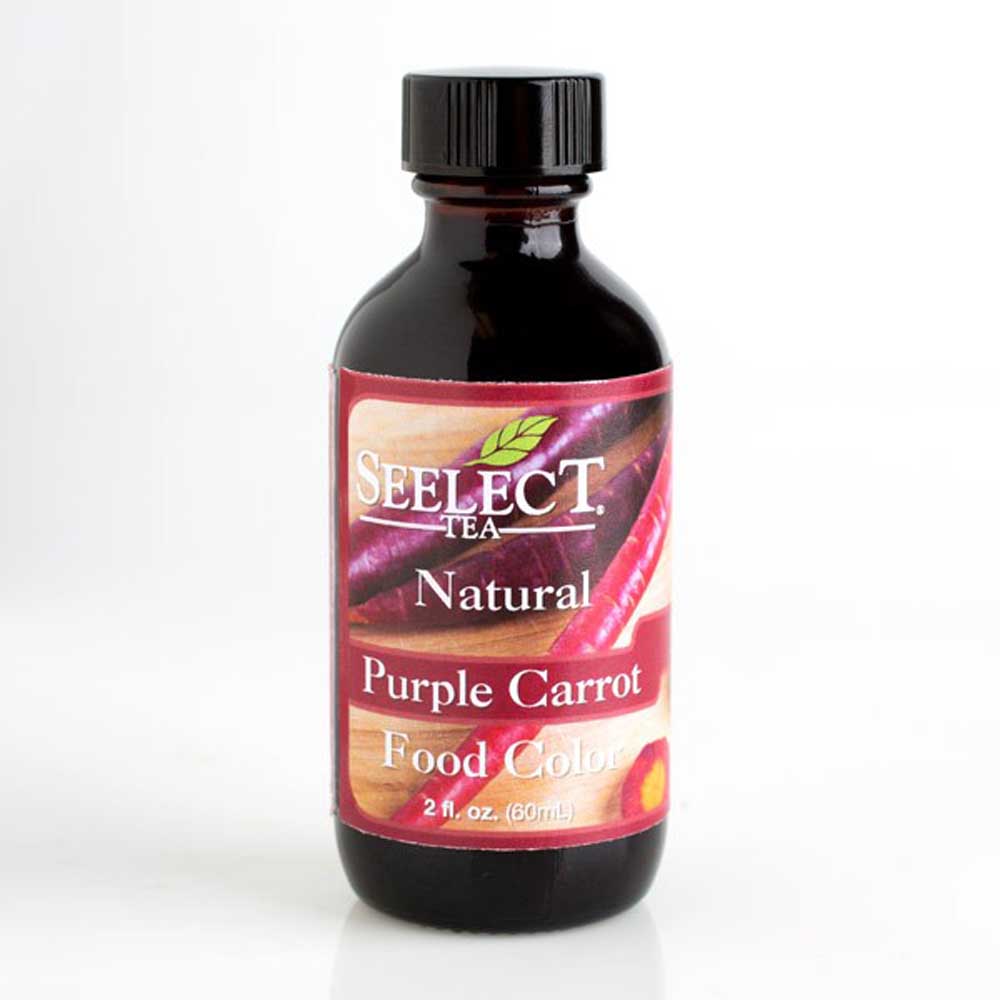 SEELECT®
TEA
Natural
Purple Carrot
Food Color
2 fl. oz. (60mL)